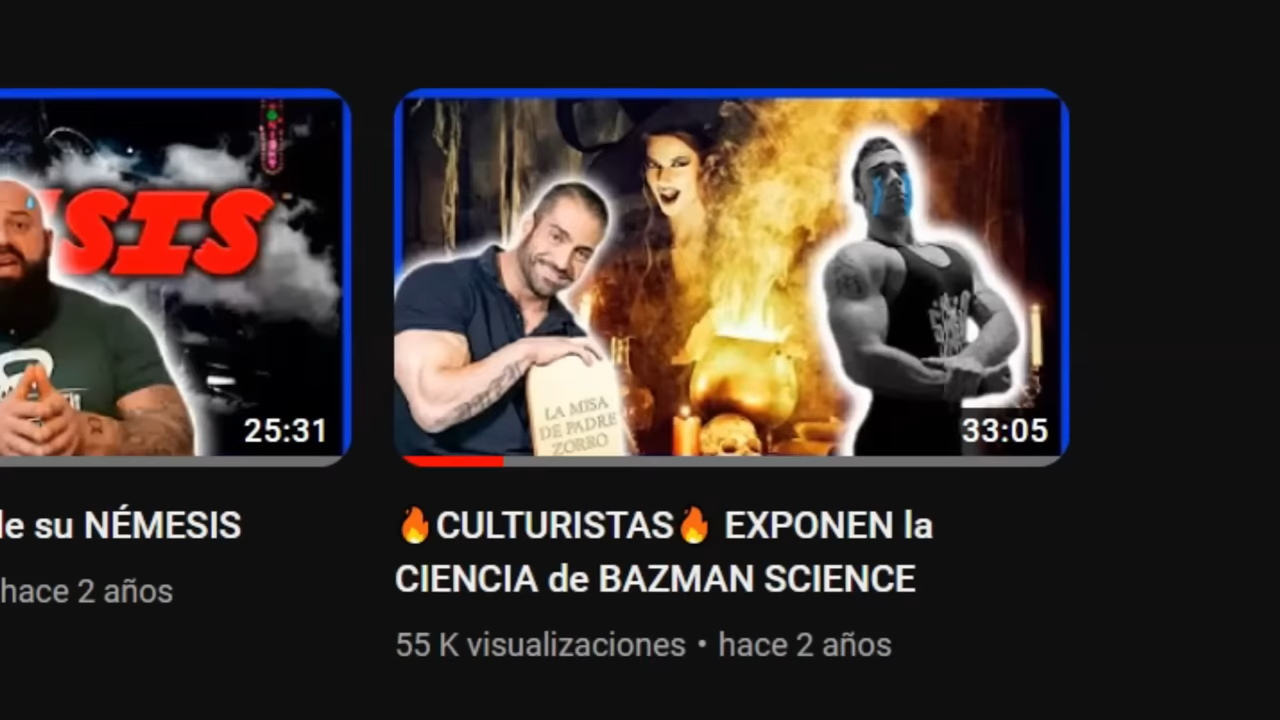 SIS
25:31
le su NÉMESIS
hace 2 años
LA MISA
DE PADRE
ZORRO
33:05
🔥CULTURISTAS🔥 EXPONEN la
CIENCIA de BAZMAN SCIENCE
55 K visualizaciones • hace 2 años